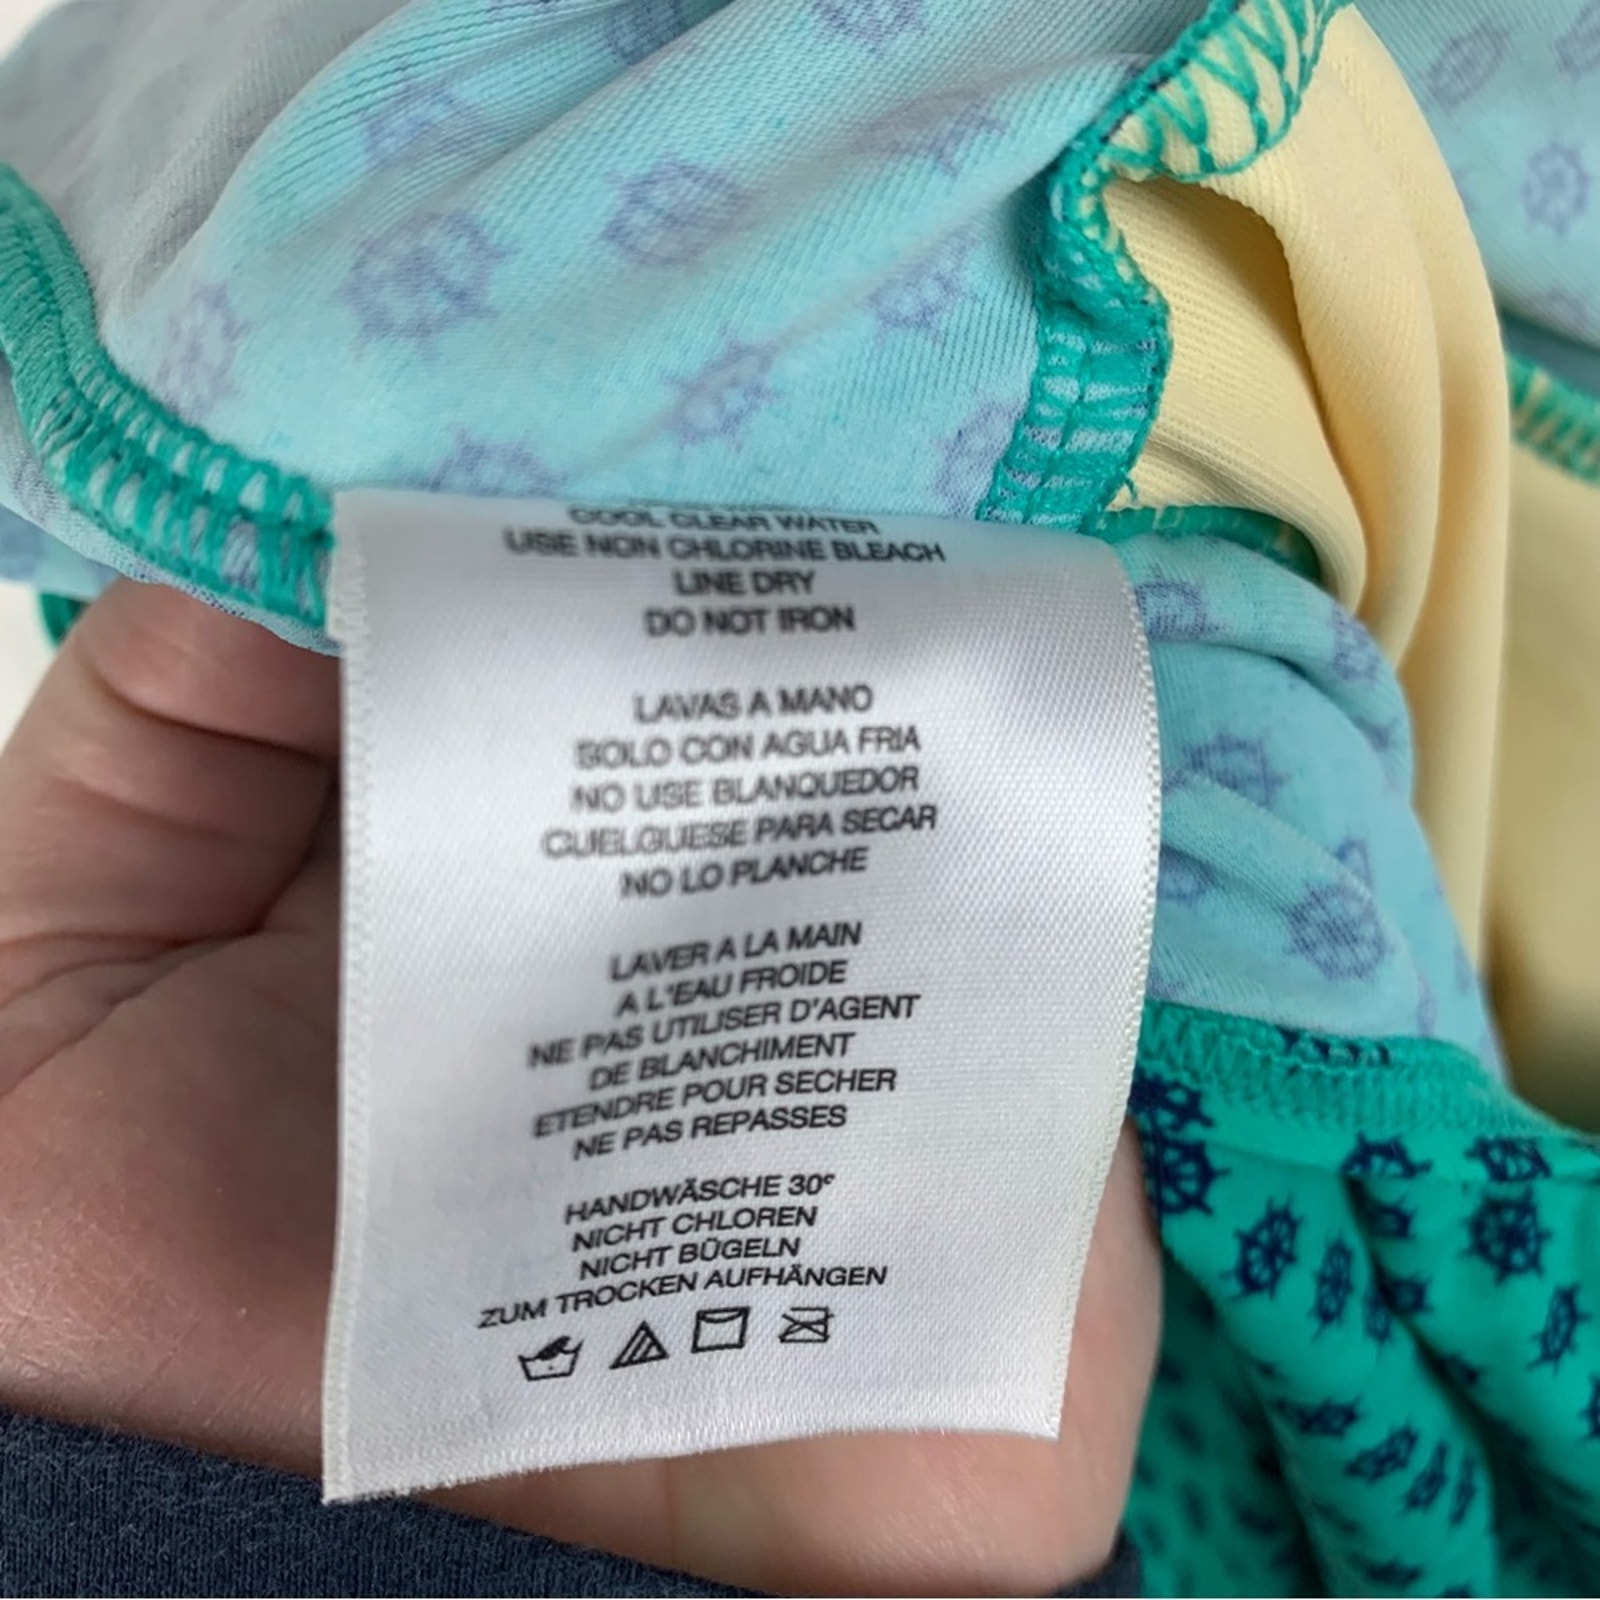 COOL CLEAR WATER
USE NON CHLORINE BLEACH
LINE DRY
DO NOT IRON
LAVAS A MANO
SOLO CON AGUA FRIA
NO USE BLANQUEDOR
CUELGUESE PARA SECAR
NO LO PLANCHE
LAVER A LA MAIN
A L'EAU FROIDE
NE PAS UTILISER D'AGENT
DE BLANCHIMENT
ETENDRE POUR SECHER
NE PAS REPASSES
HANDWÄSCHE 30°
NICHT CHLOREN
NICHT BÜGELN
ZUM TROCKEN AUFHÄNGEN